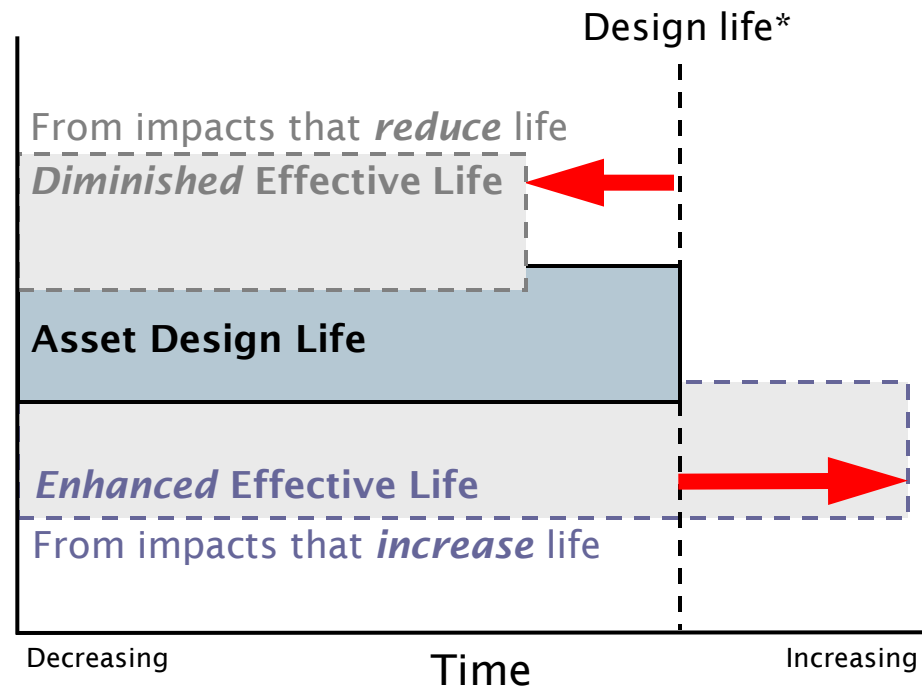 Design life*
From impacts that reduce life
Diminished Effective Life
Asset Design Life
Enhanced Effective Life
From impacts that increase life
Decreasing
Time
Increasing